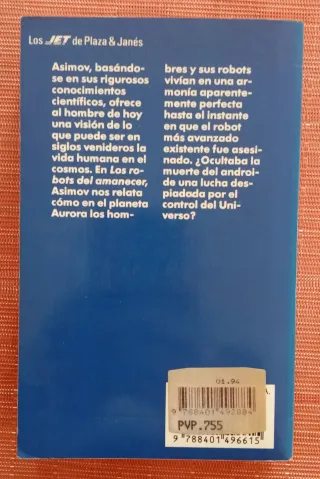 Los JET de Plaza & Janés
Asimov, basándo-
se en sus rigurosos
conocimientos
científicos, ofrece
al hombre de hoy
una visión de lo
que puede ser en
siglos venideros la
vida humana en el
cosmos. En Los ro-
bots del amanecer,
Asimov nos relata
cómo en el planeta
Aurora los hom-
bres y sus robots
vivían en una ar-
monía aparente-
mente perfecta
hasta el instante
en que el robot
más avanzado
existente fue asesi-
nado. ¿Ocultaba la
muerte del androi-
de una lucha des-
piadada por el
control del Uni-
verso?
PVP.755
9 788401 496615